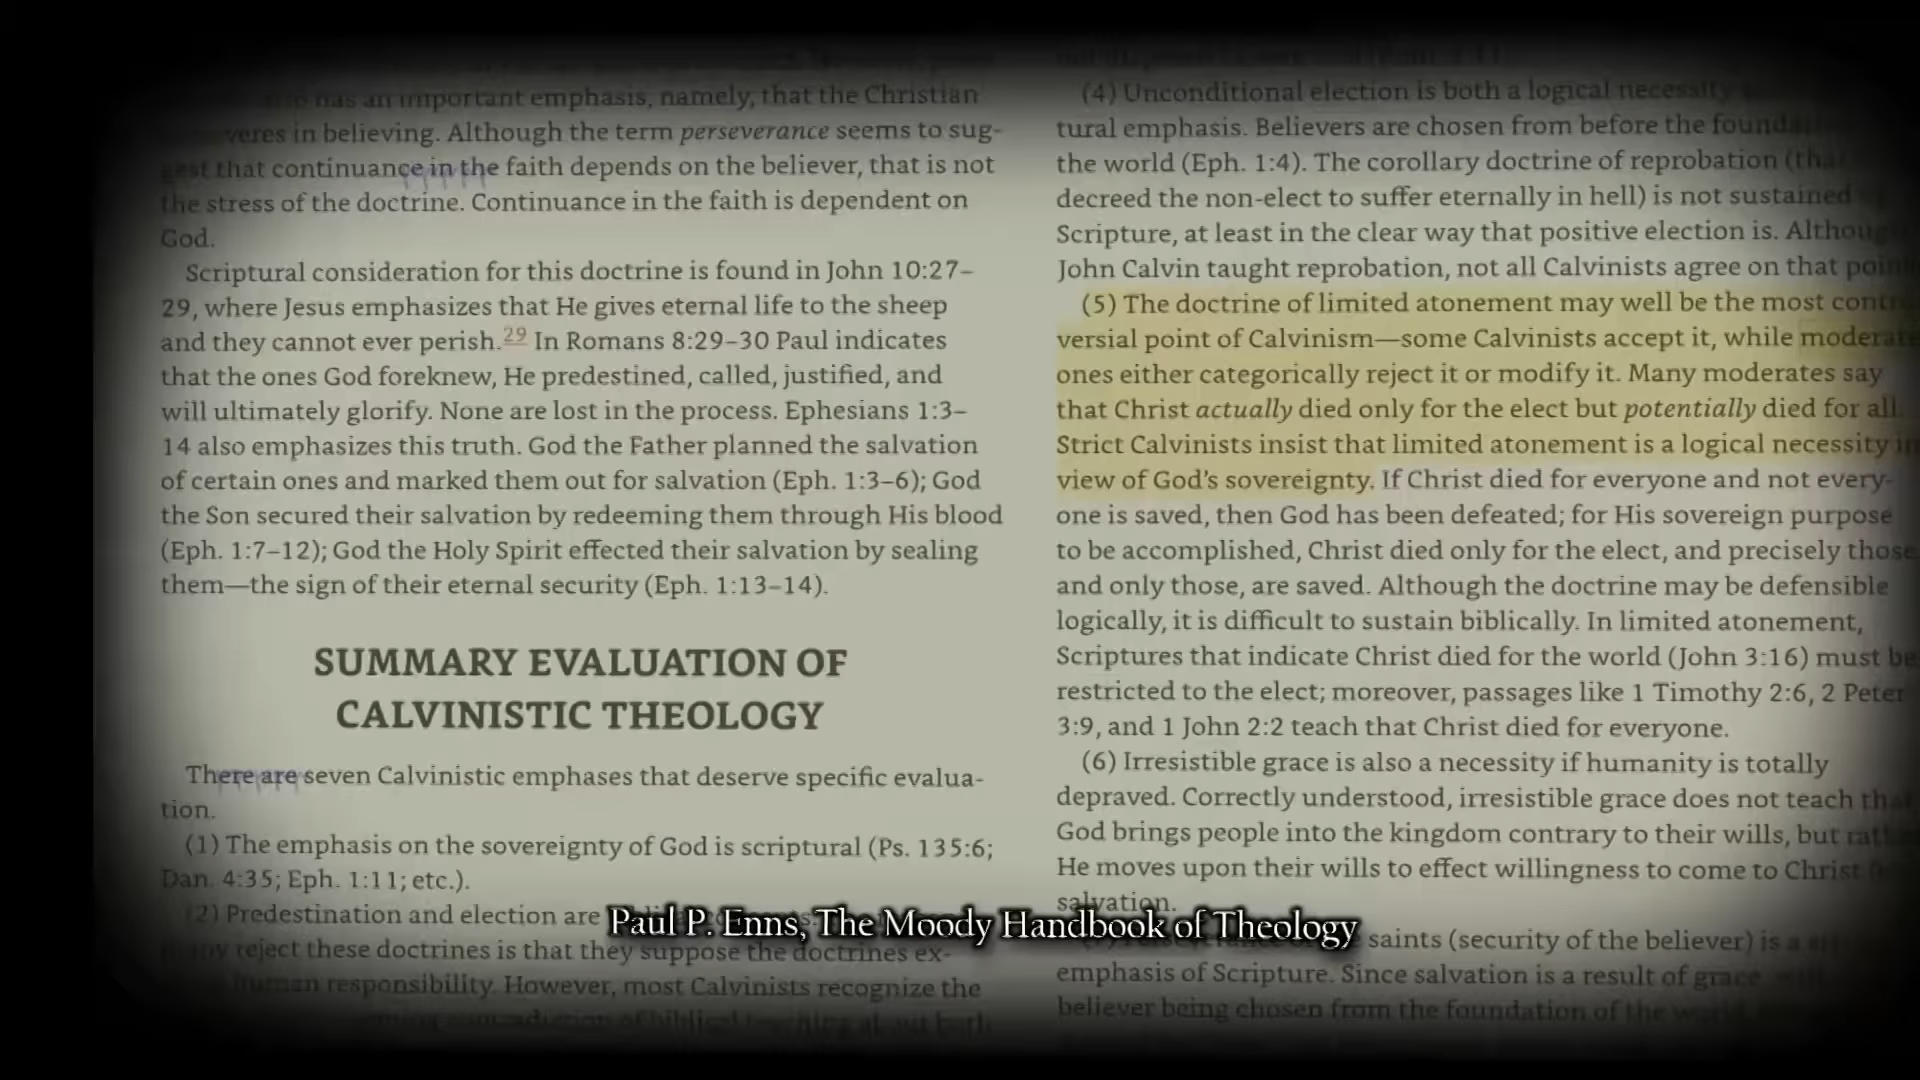 has an important emphasis, namely, that the Christian
veres in believing. Although the term perseverance seems to sug-
gest that continuance in the faith depends on the believer, that is not
the stress of the doctrine. Continuance in the faith is dependent on
God.
Scriptural consideration for this doctrine is found in John 10:27–
29, where Jesus emphasizes that He gives eternal life to the sheep
and they cannot ever perish.29 In Romans 8:29–30 Paul indicates
that the ones God foreknew, He predestined, called, justified, and
will ultimately glorify. None are lost in the process. Ephesians 1:3–
14 also emphasizes this truth. God the Father planned the salvation
of certain ones and marked them out for salvation (Eph. 1:3–6); God
the Son secured their salvation by redeeming them through His blood
(Eph. 1:7–12); God the Holy Spirit effected their salvation by sealing
them—the sign of their eternal security (Eph. 1:13–14).
SUMMARY EVALUATION OF
CALVINISTIC THEOLOGY
There are seven Calvinistic emphases that deserve specific evalua-
tion.
(1) The emphasis on the sovereignty of God is scriptural (Ps. 135:6;
Dan. 4:35; Eph. 1:11; etc.).
(2) Predestination and election are
reject these doctrines is that they suppose the doctrines ex-
human responsibility. However, most Calvinists recognize the
(4) Unconditional election is both a logical necessity
tural emphasis. Believers are chosen from before the
the world (Eph. 1:4). The corollary doctrine of reprobation
decreed the non-elect to suffer eternally in hell) is not sustained
Scripture, at least in the clear way that positive election is. Although
John Calvin taught reprobation, not all Calvinists agree on that point
(5) The doctrine of limited atonement may well be the most contro
versial point of Calvinism—some Calvinists accept it, while moderate
ones either categorically reject it or modify it. Many moderates say
that Christ actually died only for the elect but potentially died for all.
Strict Calvinists insist that limited atonement is a logical necessity in
view of God's sovereignty. If Christ died for everyone and not every-
one is saved, then God has been defeated; for His sovereign purpose
to be accomplished, Christ died only for the elect, and precisely those
and only those, are saved. Although the doctrine may be defensible
logically, it is difficult to sustain biblically. In limited atonement,
Scriptures that indicate Christ died for the world (John 3:16) must be
restricted to the elect; moreover, passages like 1 Timothy 2:6, 2 Peter
3:9, and 1 John 2:2 teach that Christ died for everyone.
(6) Irresistible grace is also a necessity if humanity is totally
depraved. Correctly understood, irresistible grace does not teach that
God brings people into the kingdom contrary to their wills, but
He moves upon their wills to effect willingness to come to Christ
salvation.
saints (security of the believer) is a
emphasis of Scripture. Since salvation is a result of grace
believer being chosen from the foundation of the
Paul P. Enns, The Moody Handbook of Theology